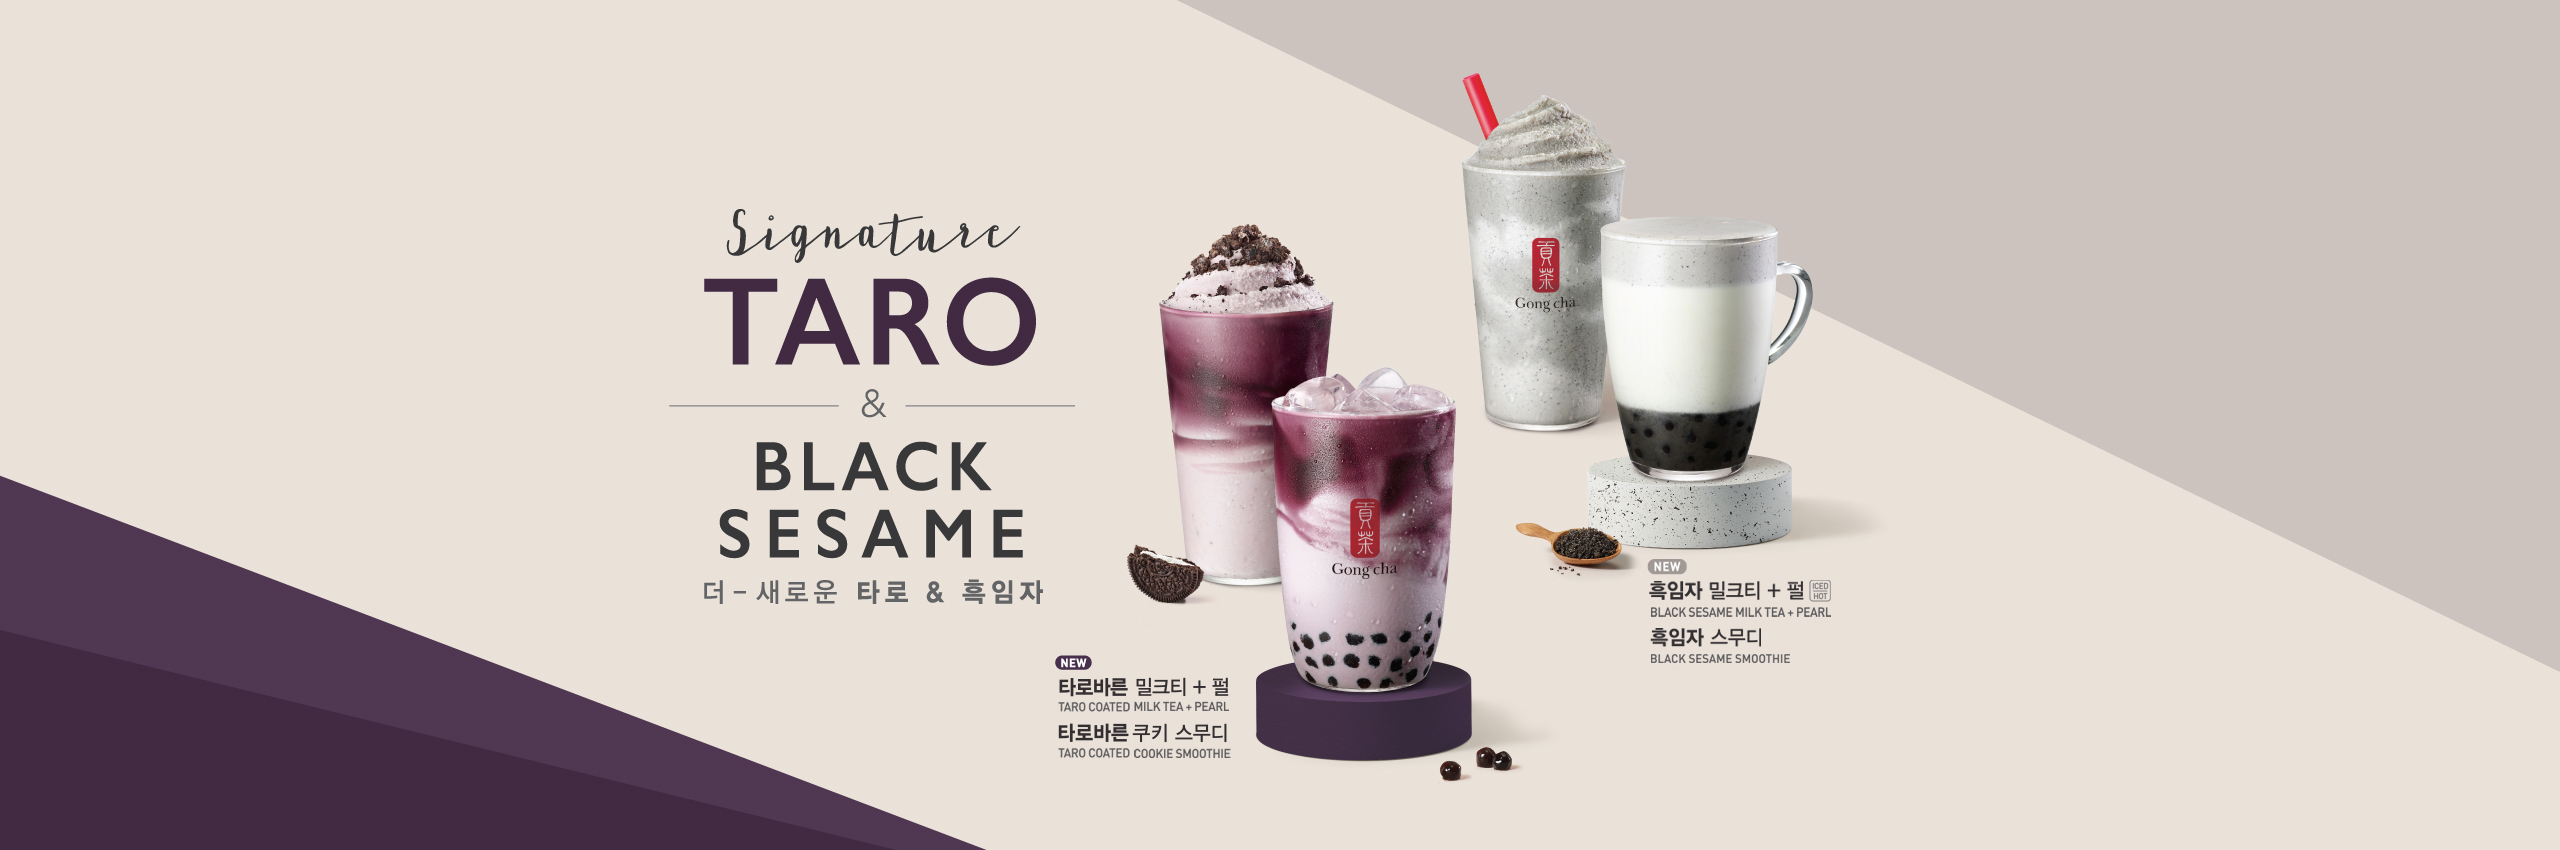 Signature
TARO
&
BLACK
SESAME
더-새로운 타로 & 흑임자
貢茶
Gong cha
貢茶
Gong cha
NEW
타로바른 밀크티 + 펄
TARO COATED MILK TEA + PEARL
타로바른 쿠키 스무디
TARO COATED COOKIE SMOOTHIE
NEW
흑임자 밀크티 + 펄 ICED HOT
BLACK SESAME MILK TEA + PEARL
흑임자 스무디
BLACK SESAME SMOOTHIE